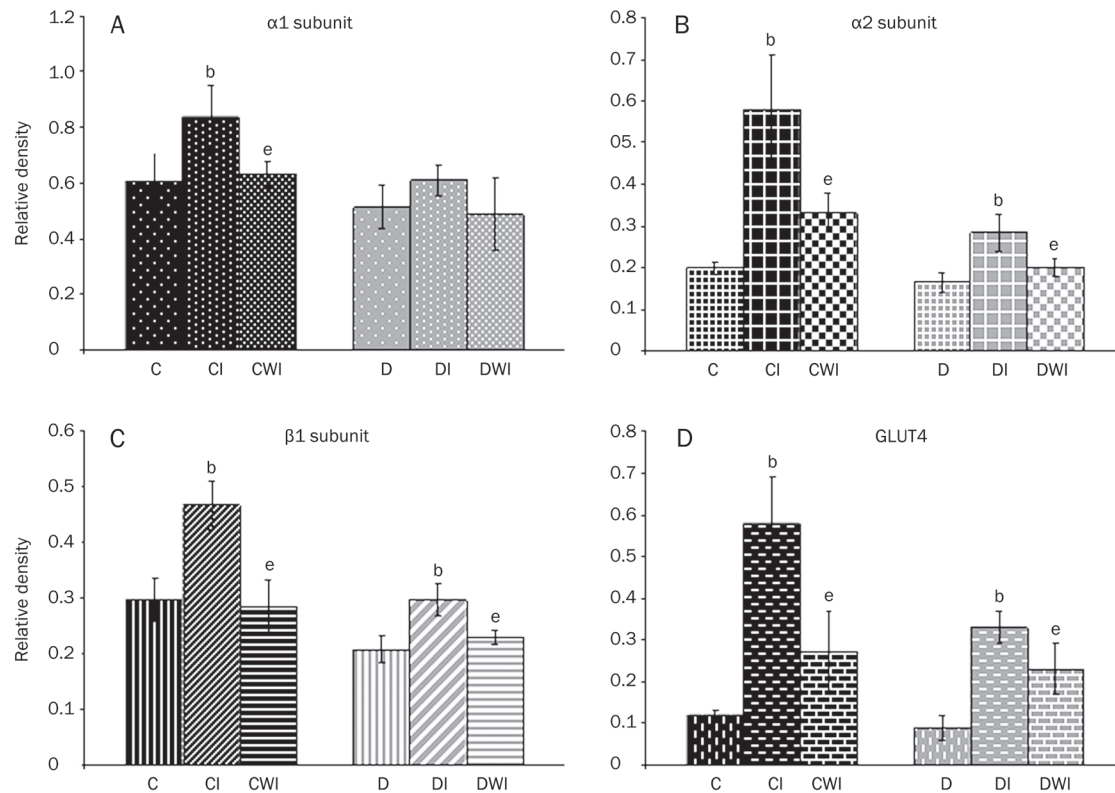 A
α1 subunit
Relative density
1.2
1.0
0.8
0.6
0.4
0.2
0
b
e
C CI CWI D DI DWI
B
α2 subunit
0.8
0.7
0.6
05.
0.4
0.3
0.2
0.1
0
b
e
b
e
C CI CWI D DI DWI
C
β1 subunit
Relative density
0.6
0.5
0.4
0.3
0.2
0.1
0
b
e
b
e
C CI CWI D DI DWI
D
GLUT4
0.8
0.7
0.6
0.5
0.4
0.3
0.2
0.1
0
b
e
b
e
C CI CWI D DI DWI